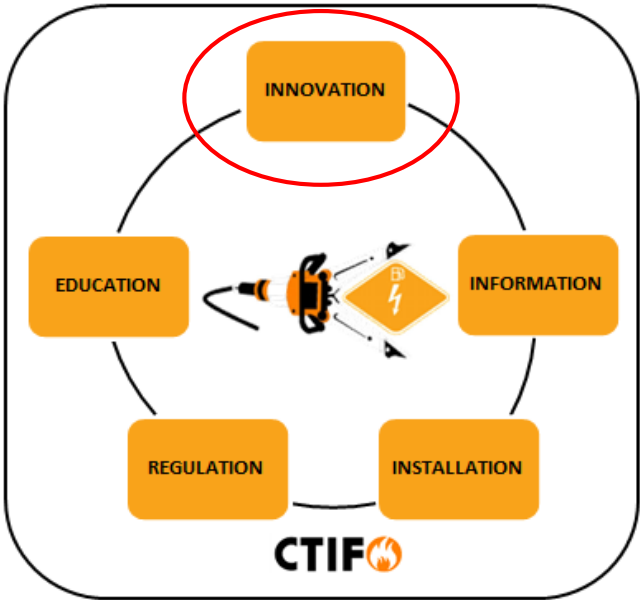 INNOVATION
EDUCATION
INFORMATION
REGULATION
INSTALLATION
CTIF